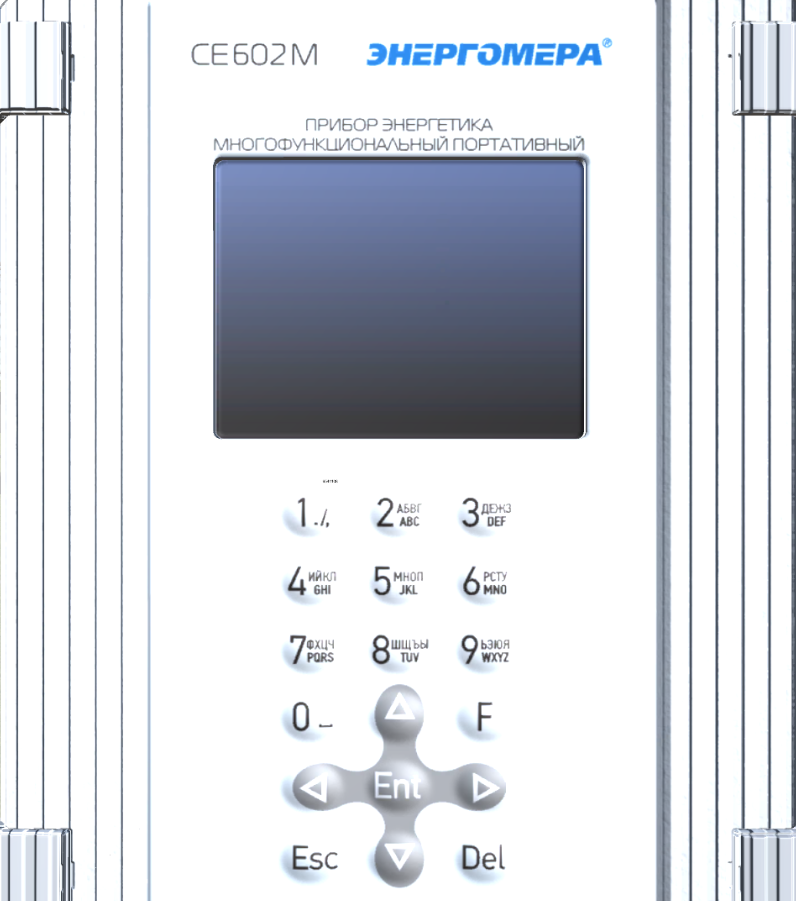 CE602M ЭНЕРГОМЕРА®
ПРИБОР ЭНЕРГЕТИКА
МНОГОФУНКЦИОНАЛЬНЫЙ ПОРТАТИВНЫЙ
1 ./, 2 АБВГ ABC 3 ДЕЖЗ DEF
4 ИЙКЛ GHI 5 МНОП JKL 6 РСТУ MNO
7 ФХЦЧ PQRS 8 ШЩЪЫ TUV 9 ЬЭЮЯ WXYZ
0 _ F
Ent
Esc Del